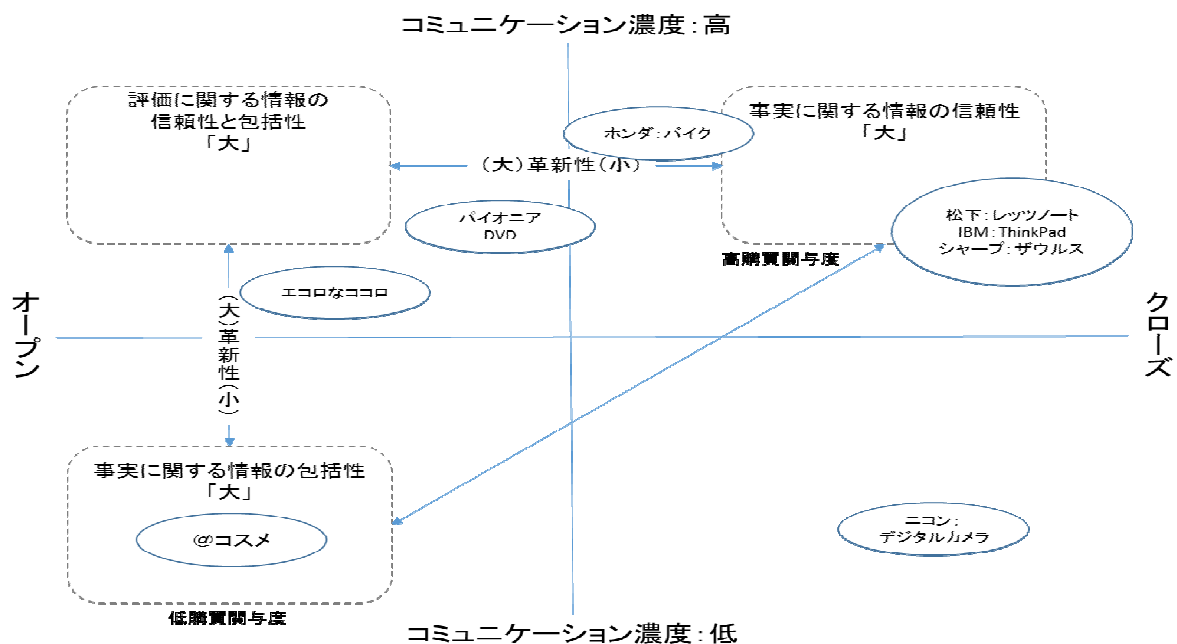 コミュニケーション濃度：高
評価に関する情報の
信頼性と包括性
「大」
ホンダ：バイク
事実に関する情報の信頼性
「大」
（大）革新性（小）
パイオニア
DVD
松下：レッツノート
IBM：ThinkPad
シャープ：ザウルス
高購買関与度
エコロなココロ
オープン
（大）革新性（小）
クローズ
事実に関する情報の包括性
「大」
@コスメ
ニコン：
デジタルカメラ
低購買関与度
コミュニケーション濃度：低